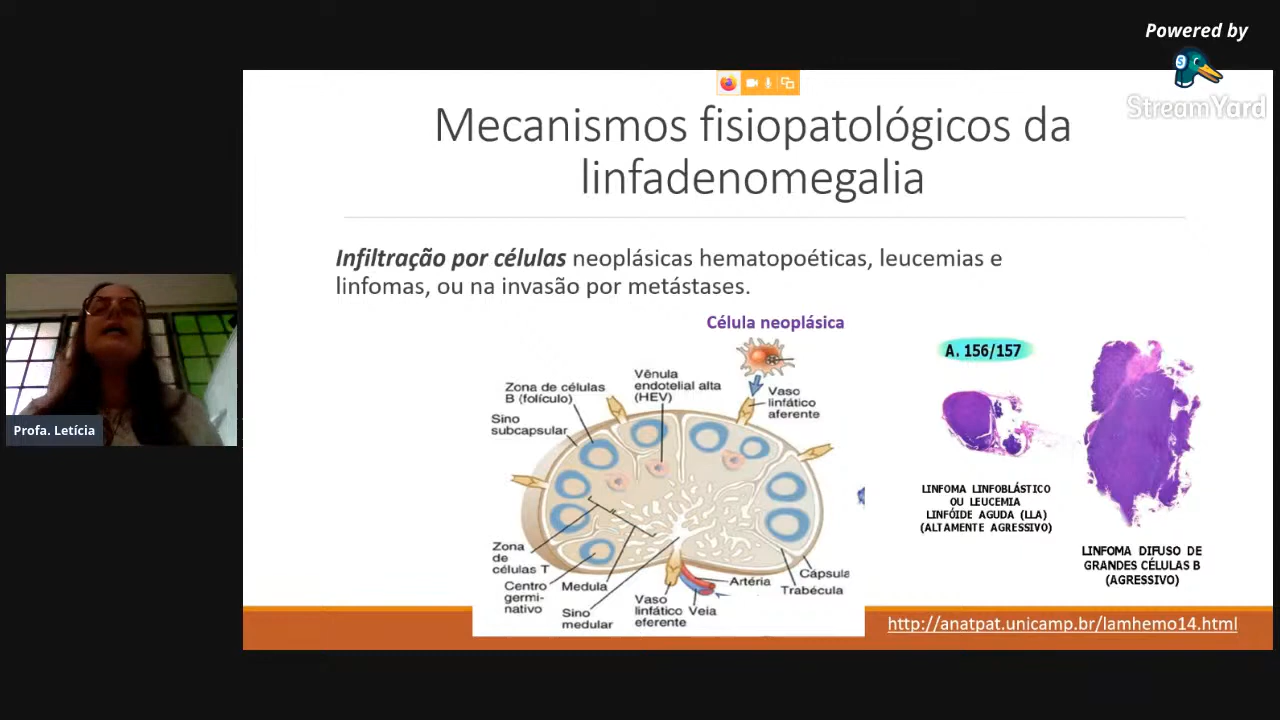 Powered by
StreamYard
Mecanismos fisiopatológicos da
linfadenomegalia
Infiltração por células neoplásicas hematopoéticas, leucemias e
linfomas, ou na invasão por metástases.
Célula neoplásica
Zona de células
B (folículo)
Vênula
endotelial alta
(HEV)
Vaso
linfático
aferente
Sino
subcapsular
Zona
de
células T
Centro
germi-
nativo
Medula
Sino
medular
Vaso
linfático
eferente
Veia
Artéria
Trabécula
Cápsula
A. 156/157
LINFOMA LINFOBLÁSTICO
OU LEUCEMIA
LINFÓIDE AGUDA (LLA)
(ALTAMENTE AGRESSIVO)
LINFOMA DIFUSO DE
GRANDES CÉLULAS B
(AGRESSIVO)
http://anatpat.unicamp.br/lamhemo14.html
Profa. Letícia